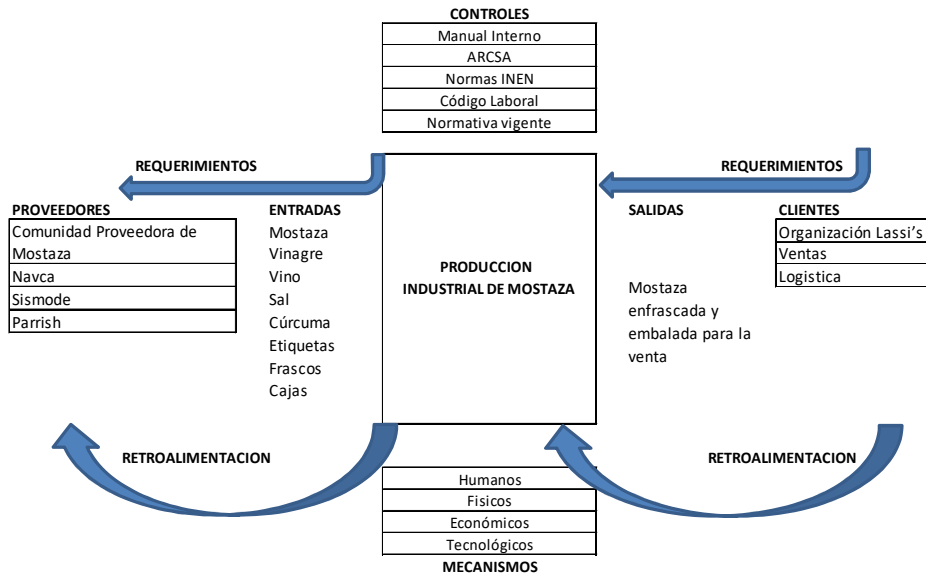 CONTROLES
Manual Interno
ARCSA
Normas INEN
Código Laboral
Normativa vigente
REQUERIMIENTOS
REQUERIMIENTOS
PROVEEDORES
Comunidad Proveedora de
Mostaza
Navca
Sismode
Parrish
ENTRADAS
Mostaza
Vinagre
Vino
Sal
Cúrcuma
Etiquetas
Frascos
Cajas
PRODUCCION
INDUSTRIAL DE MOSTAZA
SALIDAS
Mostaza
enfrascada y
embalada para la
venta
CLIENTES
Organización Lassi’s
Ventas
Logistica
RETROALIMENTACION
RETROALIMENTACION
Humanos
Fisicos
Económicos
Tecnológicos
MECANISMOS